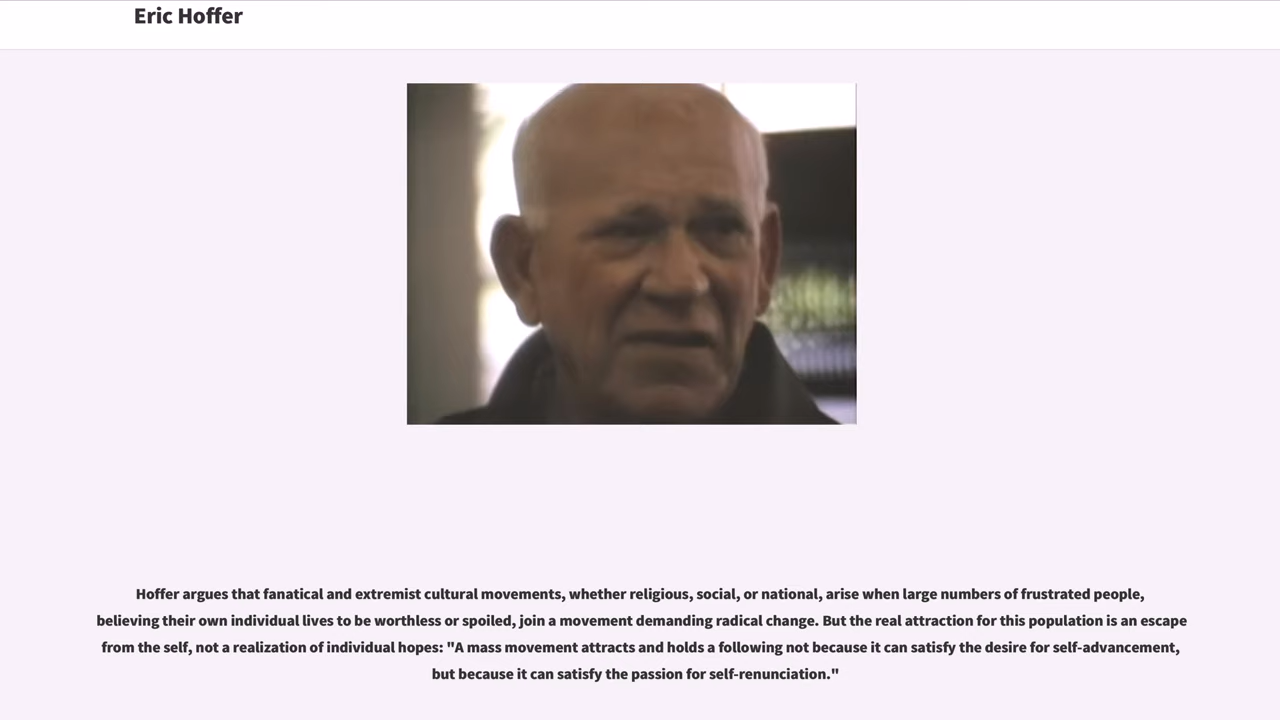 Eric Hoffer
Hoffer argues that fanatical and extremist cultural movements, whether religious, social, or national, arise when large numbers of frustrated people,
believing their own individual lives to be worthless or spoiled, join a movement demanding radical change. But the real attraction for this population is an escape
from the self, not a realization of individual hopes: "A mass movement attracts and holds a following not because it can satisfy the desire for self-advancement,
but because it can satisfy the passion for self-renunciation."